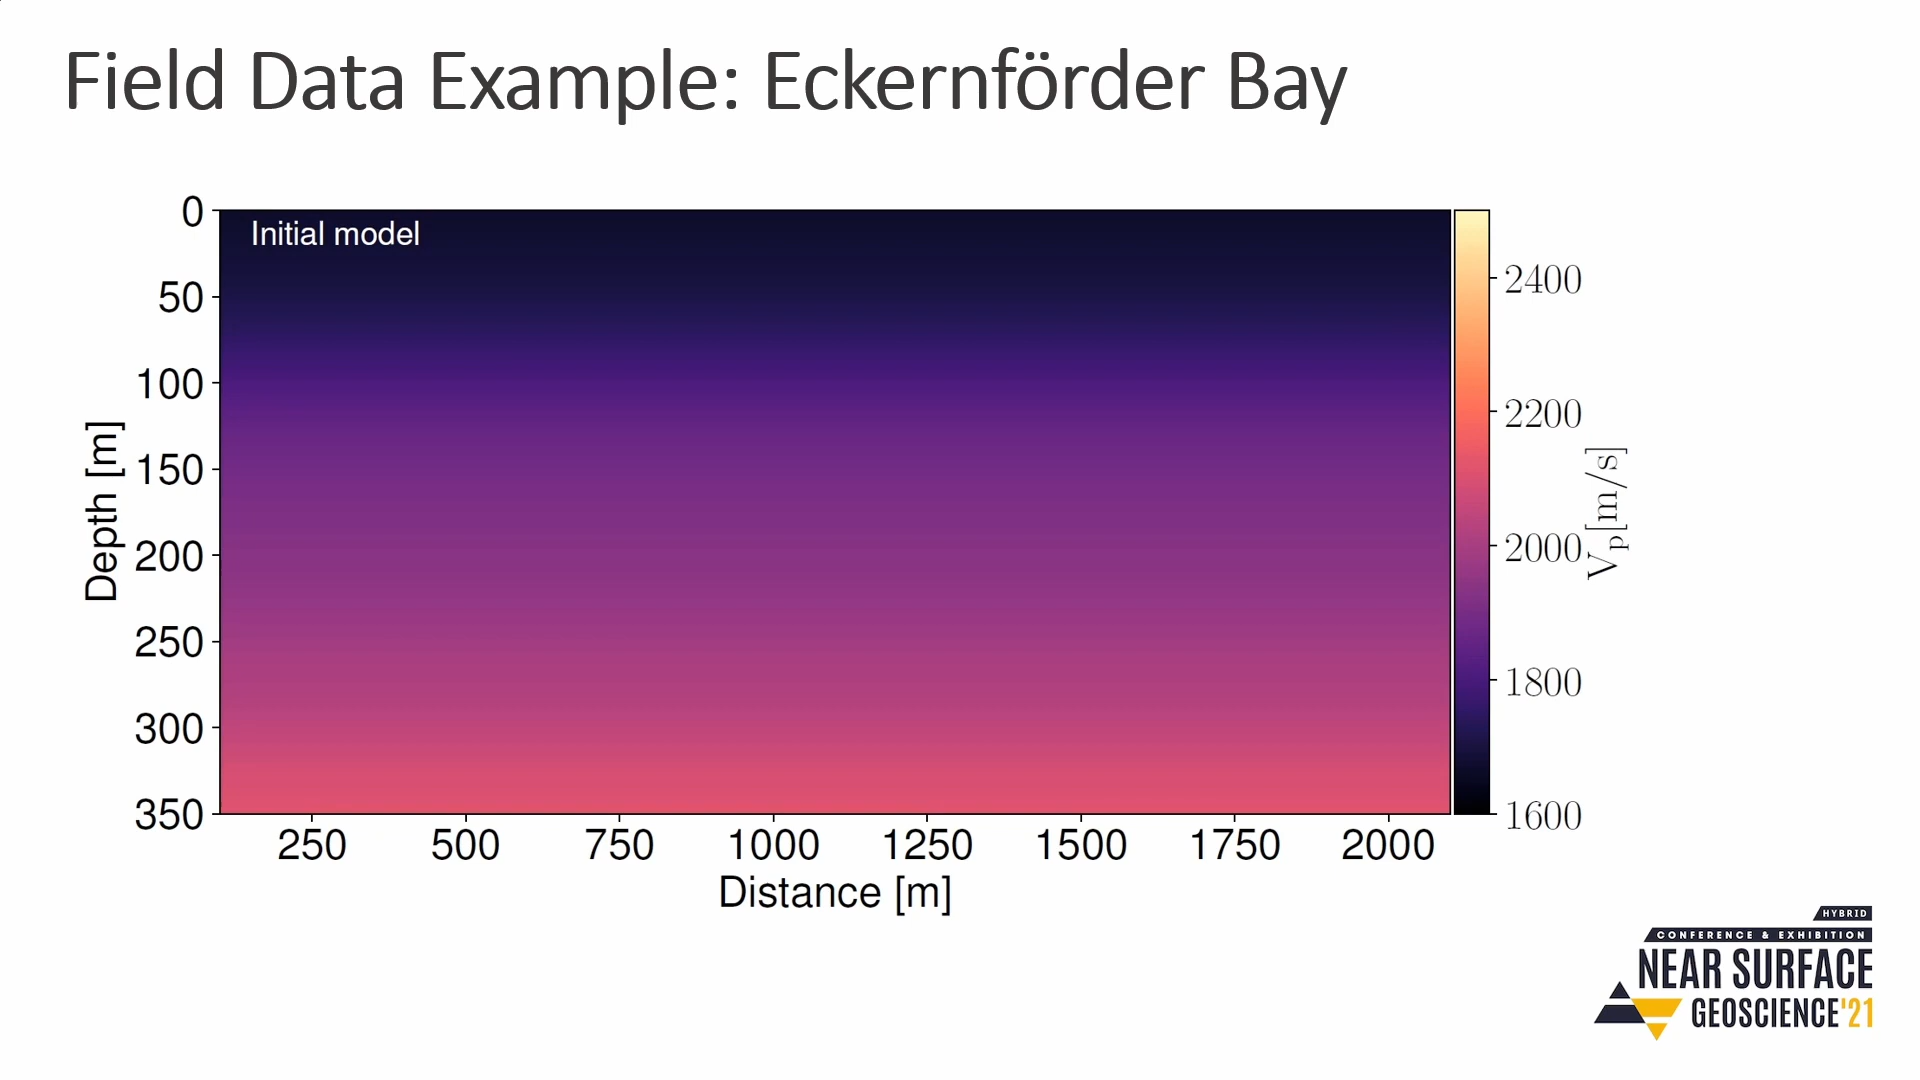 Field Data Example: Eckernförder Bay
Initial model
0
50
100
150
200
250
300
350
Depth [m]
250 500 750 1000 1250 1500 1750 2000
Distance [m]
2400
2200
2000
1800
1600
Vp[m/s]
HYBRID
CONFERENCE & EXHIBITION
NEAR SURFACE
GEOSCIENCE'21